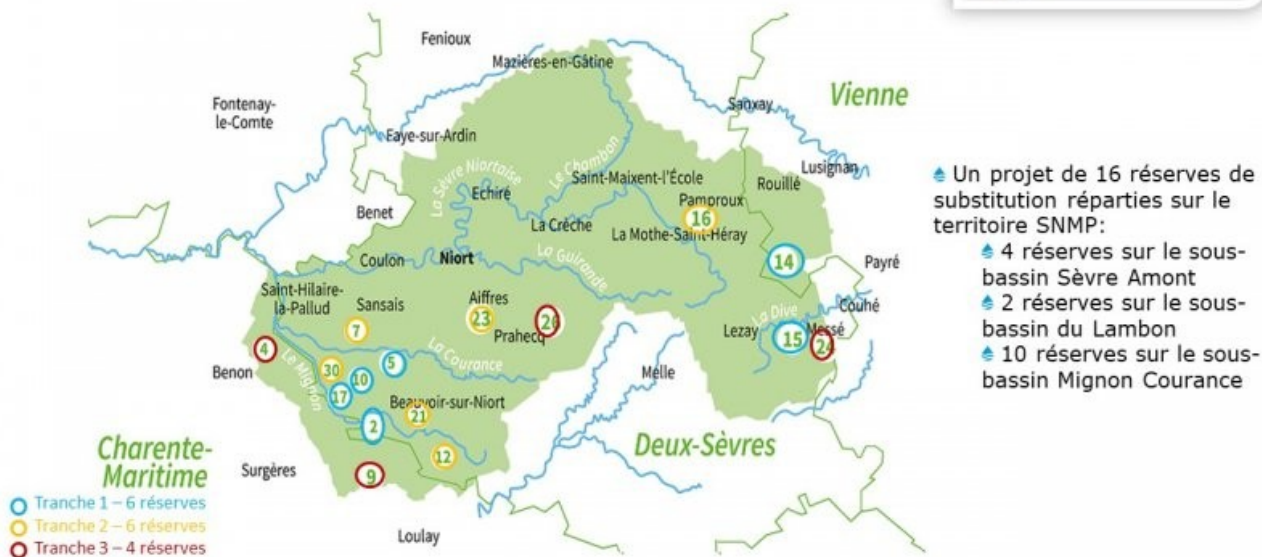 Fenioux
Mazières-en-Gâtine
Vienne
Sanxay
Fontenay-
le-Comte
Faye-sur-Ardin
Lusignan
La Sèvre Niortaise
Le Chambon
Saint-Maixent-l'École
Rouillé
Echiré
Pamproux
16
Benet
La Crèche
La Mothe-Saint-Héray
Coulon
Niort
La Guirande
14
Payré
Saint-Hilaire-
la-Pallud
Sansais
Aiffres
23
Prahecq
26
Couhé
La Dive
Lezay
15
Messé
24
7
4
Benon
Le Mignon
30
10
5
17
La Courance
Melle
Beauvoir-sur-Niort
21
2
12
9
Charente-
Maritime
Surgères
Deux-Sèvres
Loulay
Tranche 1 – 6 réserves
Tranche 2 – 6 réserves
Tranche 3 – 4 réserves
Un projet de 16 réserves de
substitution réparties sur le
territoire SNMP:
4 réserves sur le sous-
bassin Sèvre Amont
2 réserves sur le sous-
bassin du Lambon
10 réserves sur le sous-
bassin Mignon Courance